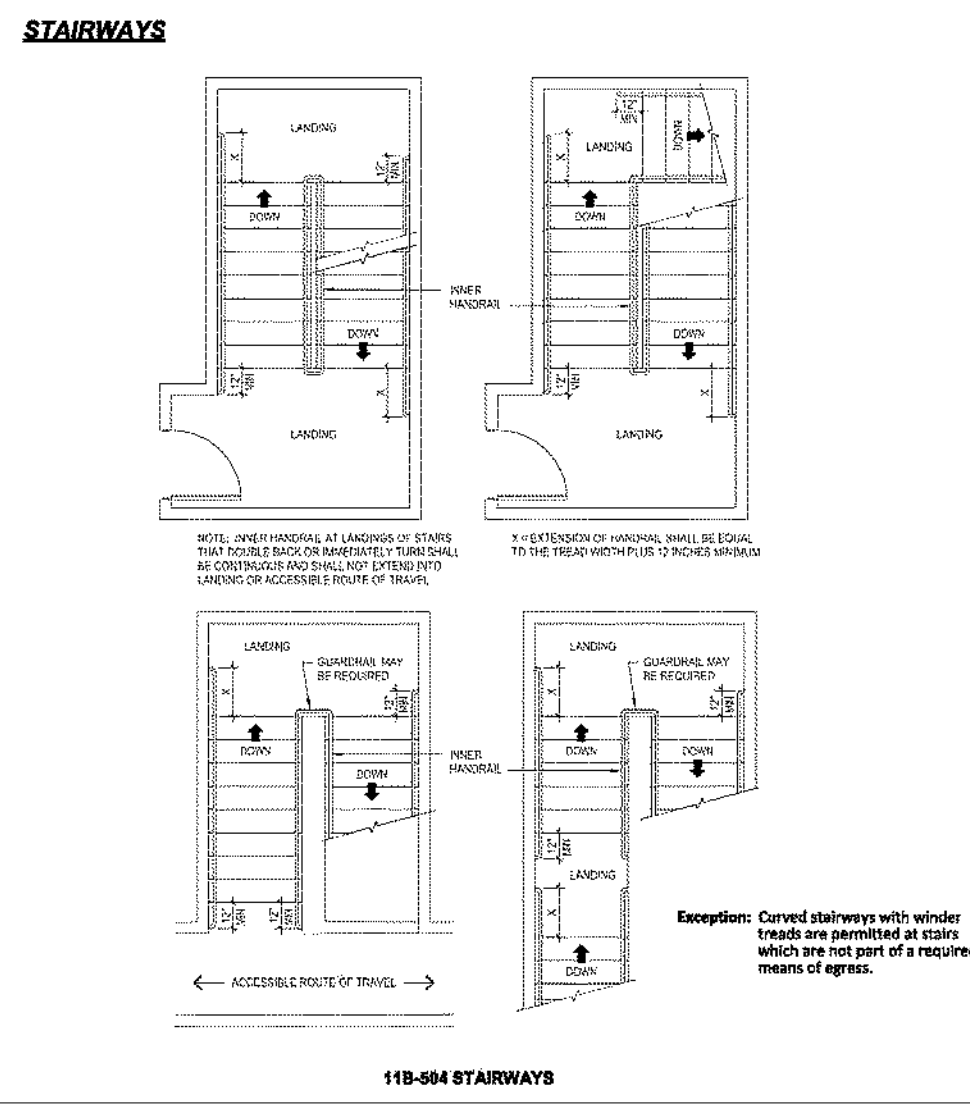 STAIRWAYS
LANDING
12"
MIN
X
DOWN
DOWN
12"
MIN
X
LANDING
12"
MIN
DOWN
LANDING
X
DOWN
DOWN
12"
MIN
X
LANDING
INNER
HANDRAIL
NOTE: INNER HANDRAIL AT LANDINGS OF STAIRS
THAT DOUBLE BACK OR IMMEDIATELY TURN SHALL
BE CONTINUOUS AND SHALL NOT EXTEND INTO
LANDING OR ACCESSIBLE ROUTE OF TRAVEL
X = EXTENSION OF HANDRAIL SHALL BE EQUAL
TO THE TREAD WIDTH PLUS 12 INCHES MINIMUM
LANDING
GUARDRAIL MAY
BE REQUIRED
X
12"
MIN
DOWN
DOWN
12"
MIN
12"
MIN
ACCESSIBLE ROUTE OF TRAVEL
INNER
HANDRAIL
LANDING
GUARDRAIL MAY
BE REQUIRED
X
12"
MIN
DOWN
DOWN
12"
MIN
LANDING
X
DOWN
Exception: Curved stairways with winder
treads are permitted at stairs
which are not part of a require
means of egress.
11B-504 STAIRWAYS